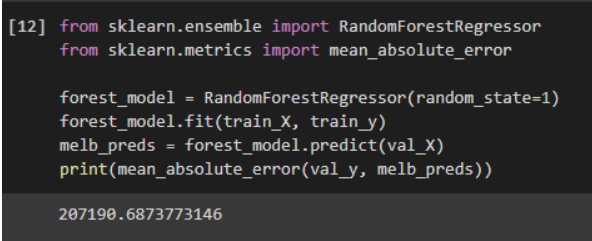 [12] from sklearn.ensemble import RandomForestRegressor
from sklearn.metrics import mean_absolute_error
forest_model = RandomForestRegressor(random_state=1)
forest_model.fit(train_X, train_y)
melb_preds = forest_model.predict(val_X)
print(mean_absolute_error(val_y, melb_preds))
207190.6873773146